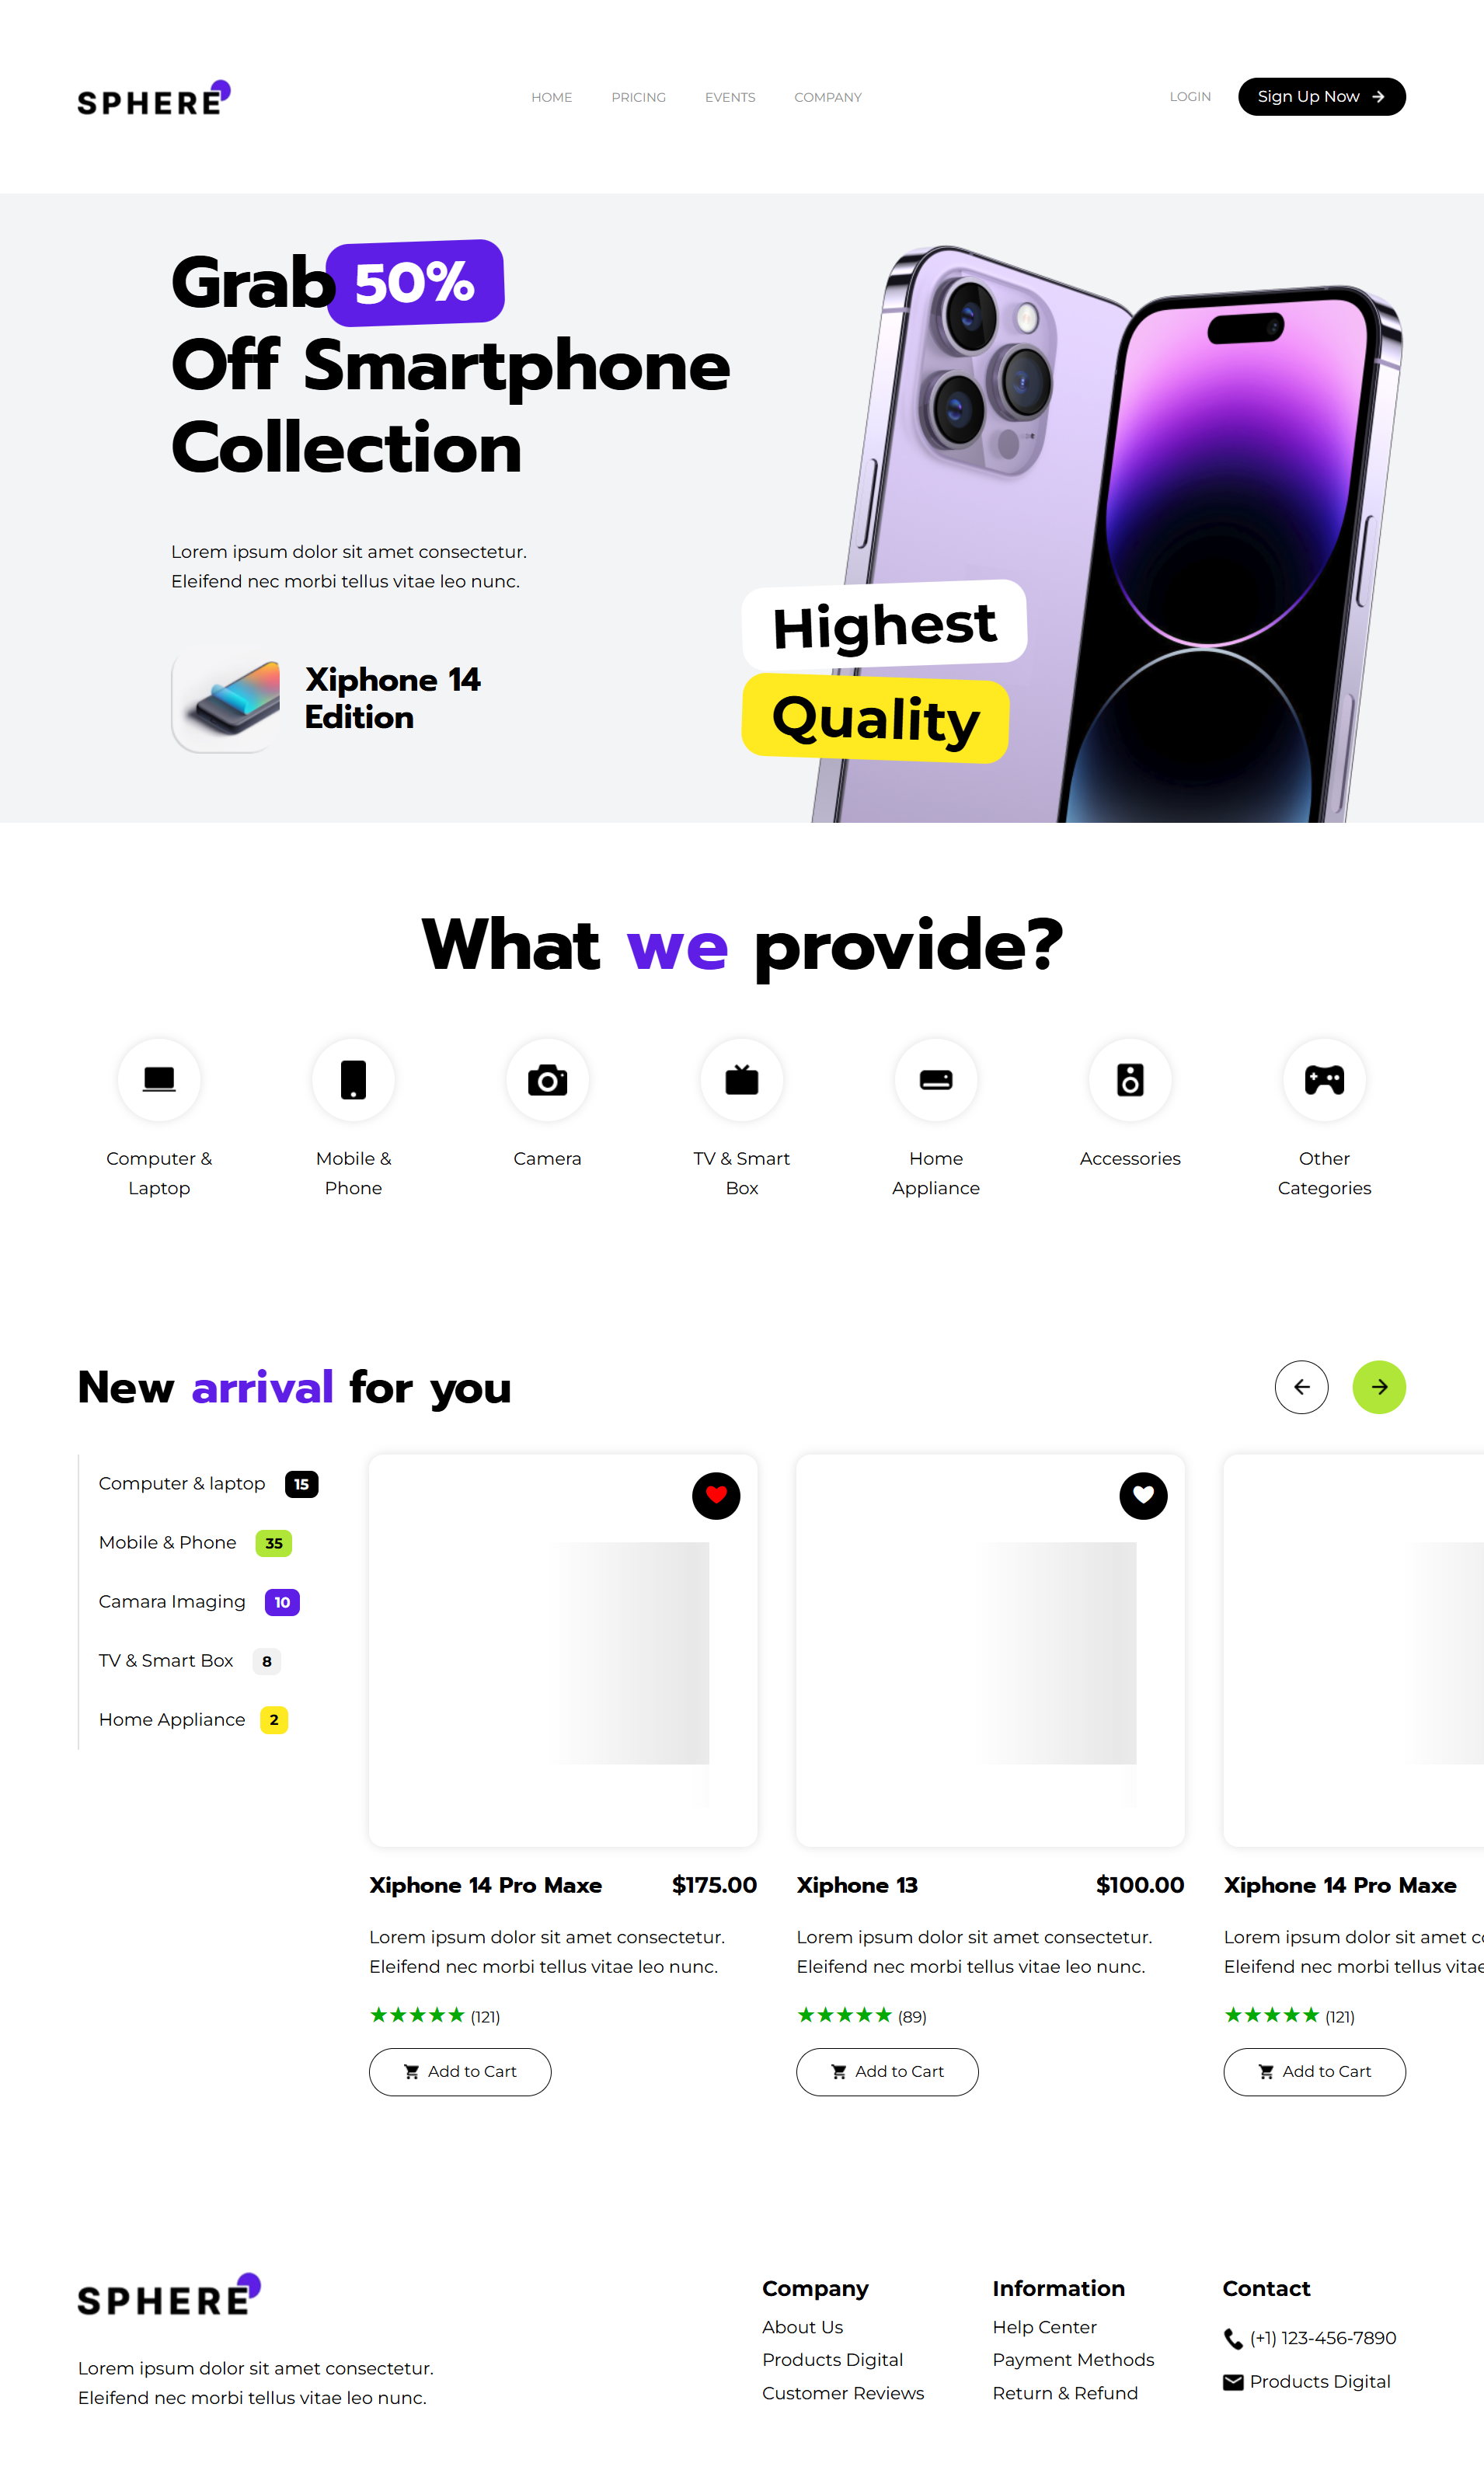 SPHERE
HOME PRICING EVENTS COMPANY
LOGIN
Sign Up Now
Grab 50%
Off Smartphone
Collection
Lorem ipsum dolor sit amet consectetur.
Eleifend nec morbi tellus vitae leo nunc.
Xiphone 14
Edition
Highest
Quality
What we provide?
Computer &
Laptop
Mobile &
Phone
Camera
TV & Smart
Box
Home
Appliance
Accessories
Other
Categories
New arrival for you
Computer & laptop 15
Mobile & Phone 35
Camara Imaging 10
TV & Smart Box 8
Home Appliance 2
Xiphone 14 Pro Maxe $175.00
Lorem ipsum dolor sit amet consectetur.
Eleifend nec morbi tellus vitae leo nunc.
★★★★★ (121)
Add to Cart
Xiphone 13 $100.00
Lorem ipsum dolor sit amet consectetur.
Eleifend nec morbi tellus vitae leo nunc.
★★★★★ (89)
Add to Cart
Xiphone 14 Pro Maxe
Lorem ipsum dolor sit amet c
Eleifend nec morbi tellus vitae
★★★★★ (121)
Add to Cart
SPHERE
Lorem ipsum dolor sit amet consectetur.
Eleifend nec morbi tellus vitae leo nunc.
Company
About Us
Products Digital
Customer Reviews
Information
Help Center
Payment Methods
Return & Refund
Contact
(+1) 123-456-7890
Products Digital